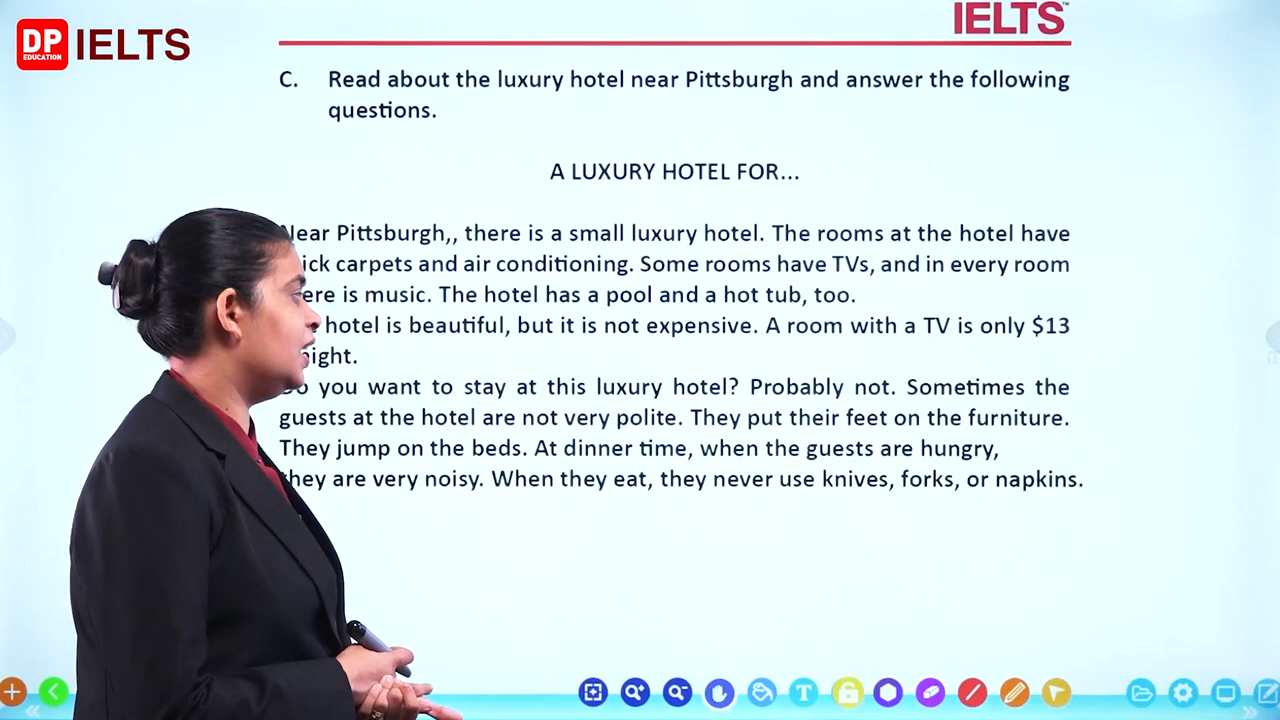 DP
EDUCATION
IELTS
IELTS™
C. Read about the luxury hotel near Pittsburgh and answer the following
questions.
A LUXURY HOTEL FOR...
Near Pittsburgh,, there is a small luxury hotel. The rooms at the hotel have
carpets and air conditioning. Some rooms have TVs, and in every room
is music. The hotel has a pool and a hot tub, too.
hotel is beautiful, but it is not expensive. A room with a TV is only $13
Do you want to stay at this luxury hotel? Probably not. Sometimes the
guests at the hotel are not very polite. They put their feet on the furniture.
They jump on the beds. At dinner time, when the guests are hungry,
they are very noisy. When they eat, they never use knives, forks, or napkins.
T